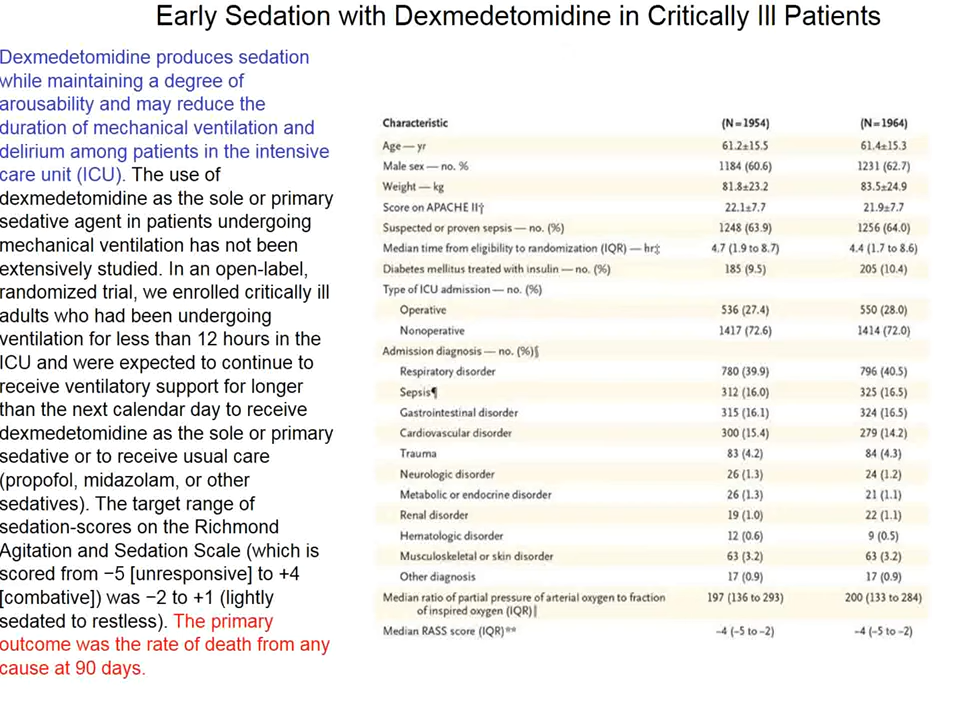 Early Sedation with Dexmedetomidine in Critically Ill Patients
Dexmedetomidine produces sedation
while maintaining a degree of
arousability and may reduce the
duration of mechanical ventilation and
delirium among patients in the intensive
care unit (ICU). The use of
dexmedetomidine as the sole or primary
sedative agent in patients undergoing
mechanical ventilation has not been
extensively studied. In an open-label,
randomized trial, we enrolled critically ill
adults who had been undergoing
ventilation for less than 12 hours in the
ICU and were expected to continue to
receive ventilatory support for longer
than the next calendar day to receive
dexmedetomidine as the sole or primary
sedative or to receive usual care
(propofol, midazolam, or other
sedatives). The target range of
sedation-scores on the Richmond
Agitation and Sedation Scale (which is
scored from −5 [unresponsive] to +4
[combative]) was −2 to +1 (lightly
sedated to restless). The primary
outcome was the rate of death from any
cause at 90 days.
Characteristic (N=1954) (N=1964)
Age — yr 61.2±15.5 61.4±15.3
Male sex — no. % 1184 (60.6) 1231 (62.7)
Weight — kg 81.8±23.2 83.5±24.9
Score on APACHE II† 22.1±7.7 21.9±7.7
Suspected or proven sepsis — no. (%) 1248 (63.9) 1256 (64.0)
Median time from eligibility to randomization (IQR) — hr‡ 4.7 (1.9 to 8.7) 4.4 (1.7 to 8.6)
Diabetes mellitus treated with insulin — no. (%) 185 (9.5) 205 (10.4)
Type of ICU admission — no. (%)
Operative 536 (27.4) 550 (28.0)
Nonoperative 1417 (72.6) 1414 (72.0)
Admission diagnosis — no. (%)§
Respiratory disorder 780 (39.9) 796 (40.5)
Sepsis¶ 312 (16.0) 325 (16.5)
Gastrointestinal disorder 315 (16.1) 324 (16.5)
Cardiovascular disorder 300 (15.4) 279 (14.2)
Trauma 83 (4.2) 84 (4.3)
Neurologic disorder 26 (1.3) 24 (1.2)
Metabolic or endocrine disorder 26 (1.3) 21 (1.1)
Renal disorder 19 (1.0) 22 (1.1)
Hematologic disorder 12 (0.6) 9 (0.5)
Musculoskeletal or skin disorder 63 (3.2) 63 (3.2)
Other diagnosis 17 (0.9) 17 (0.9)
Median ratio of partial pressure of arterial oxygen to fraction 197 (136 to 293) 200 (133 to 284)
of inspired oxygen (IQR)‖
Median RASS score (IQR)** −4 (−5 to −2) −4 (−5 to −2)